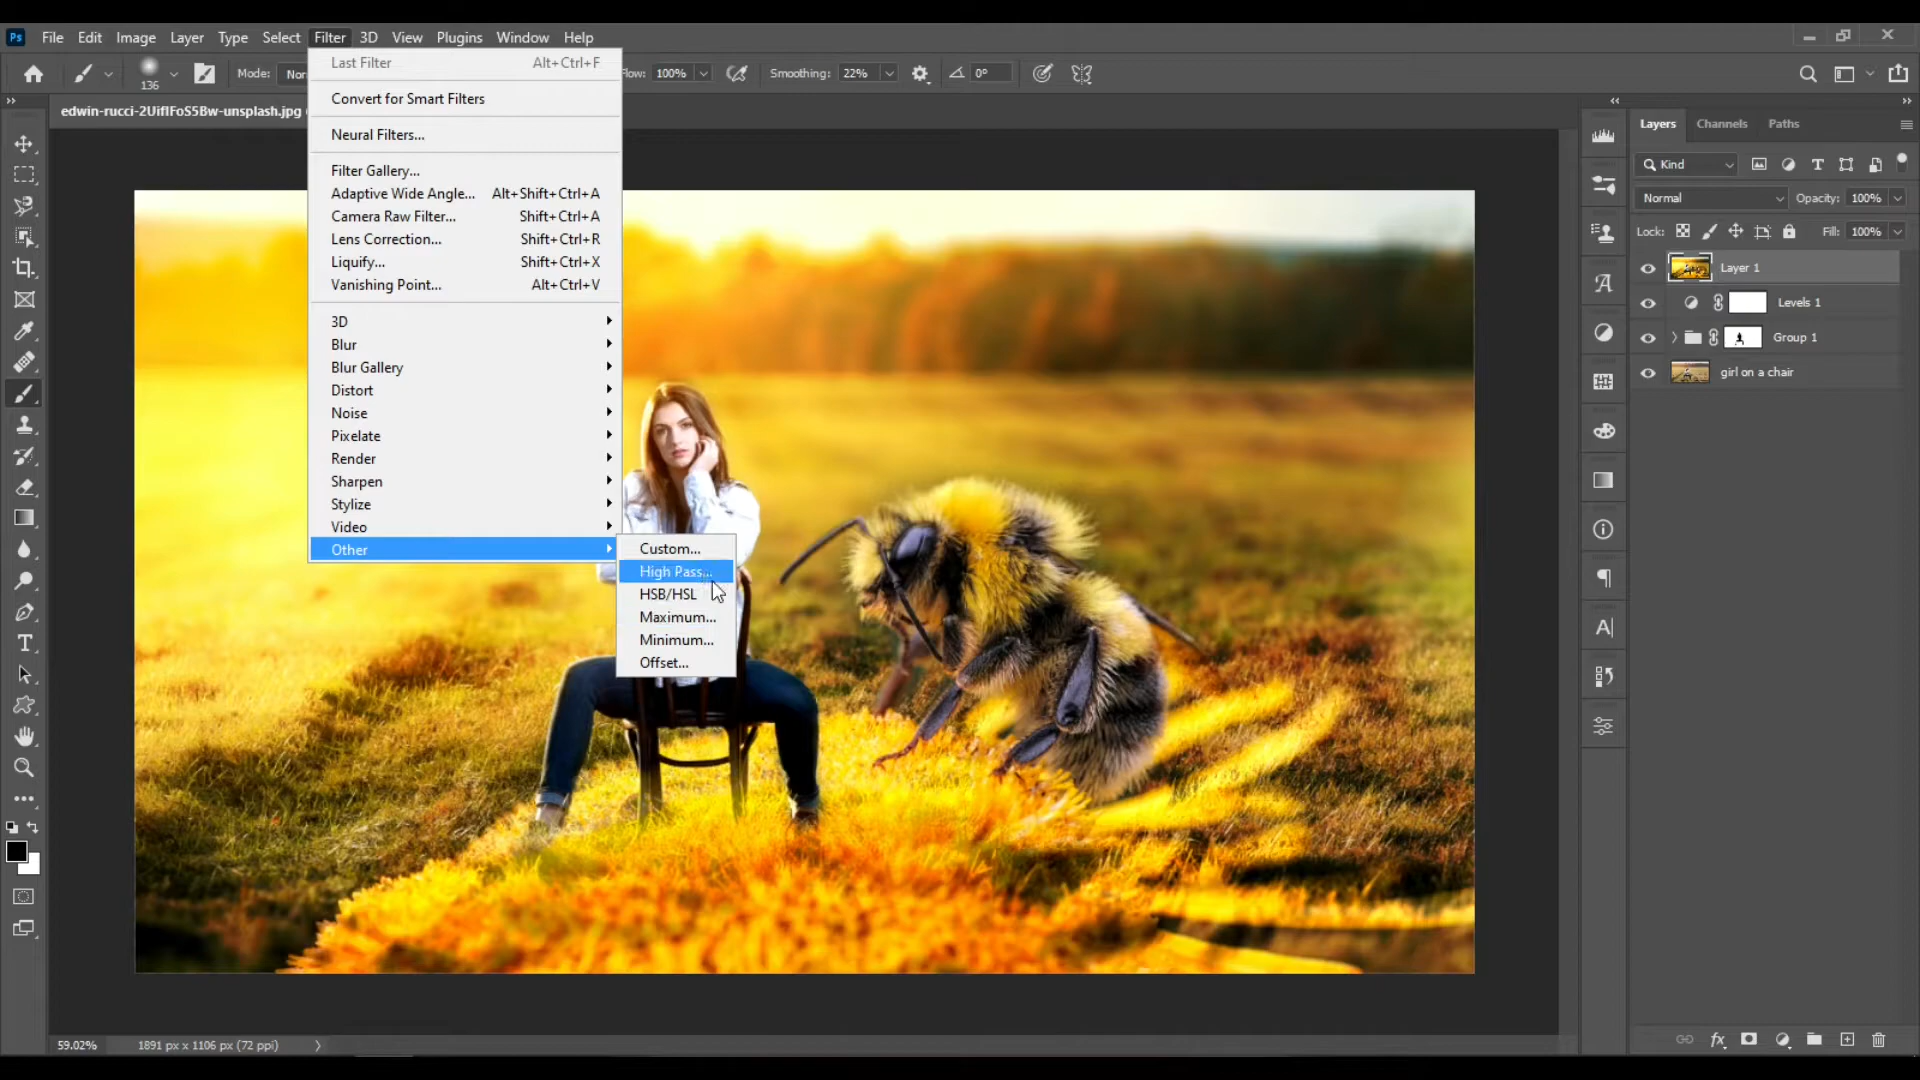 Ps File Edit Image Layer Type Select Filter 3D View Plugins Window Help
136 Mode: Flow: 100% Smoothing: 22% 0°
edwin-rucci-2UifIFoS5Bw-unsplash.jpg
Last Filter Alt+Ctrl+F
Convert for Smart Filters
Neural Filters...
Filter Gallery...
Adaptive Wide Angle... Alt+Shift+Ctrl+A
Camera Raw Filter... Shift+Ctrl+A
Lens Correction... Shift+Ctrl+R
Liquify... Shift+Ctrl+X
Vanishing Point... Alt+Ctrl+V
3D
Blur
Blur Gallery
Distort
Noise
Pixelate
Render
Sharpen
Stylize
Video
Other
Custom...
High Pass...
HSB/HSL
Maximum...
Minimum...
Offset...
Layers Channels Paths
Kind
Normal Opacity: 100%
Lock: Fill: 100%
Layer 1
Levels 1
Group 1
girl on a chair
59.02% 1891 px x 1106 px (72 ppi)